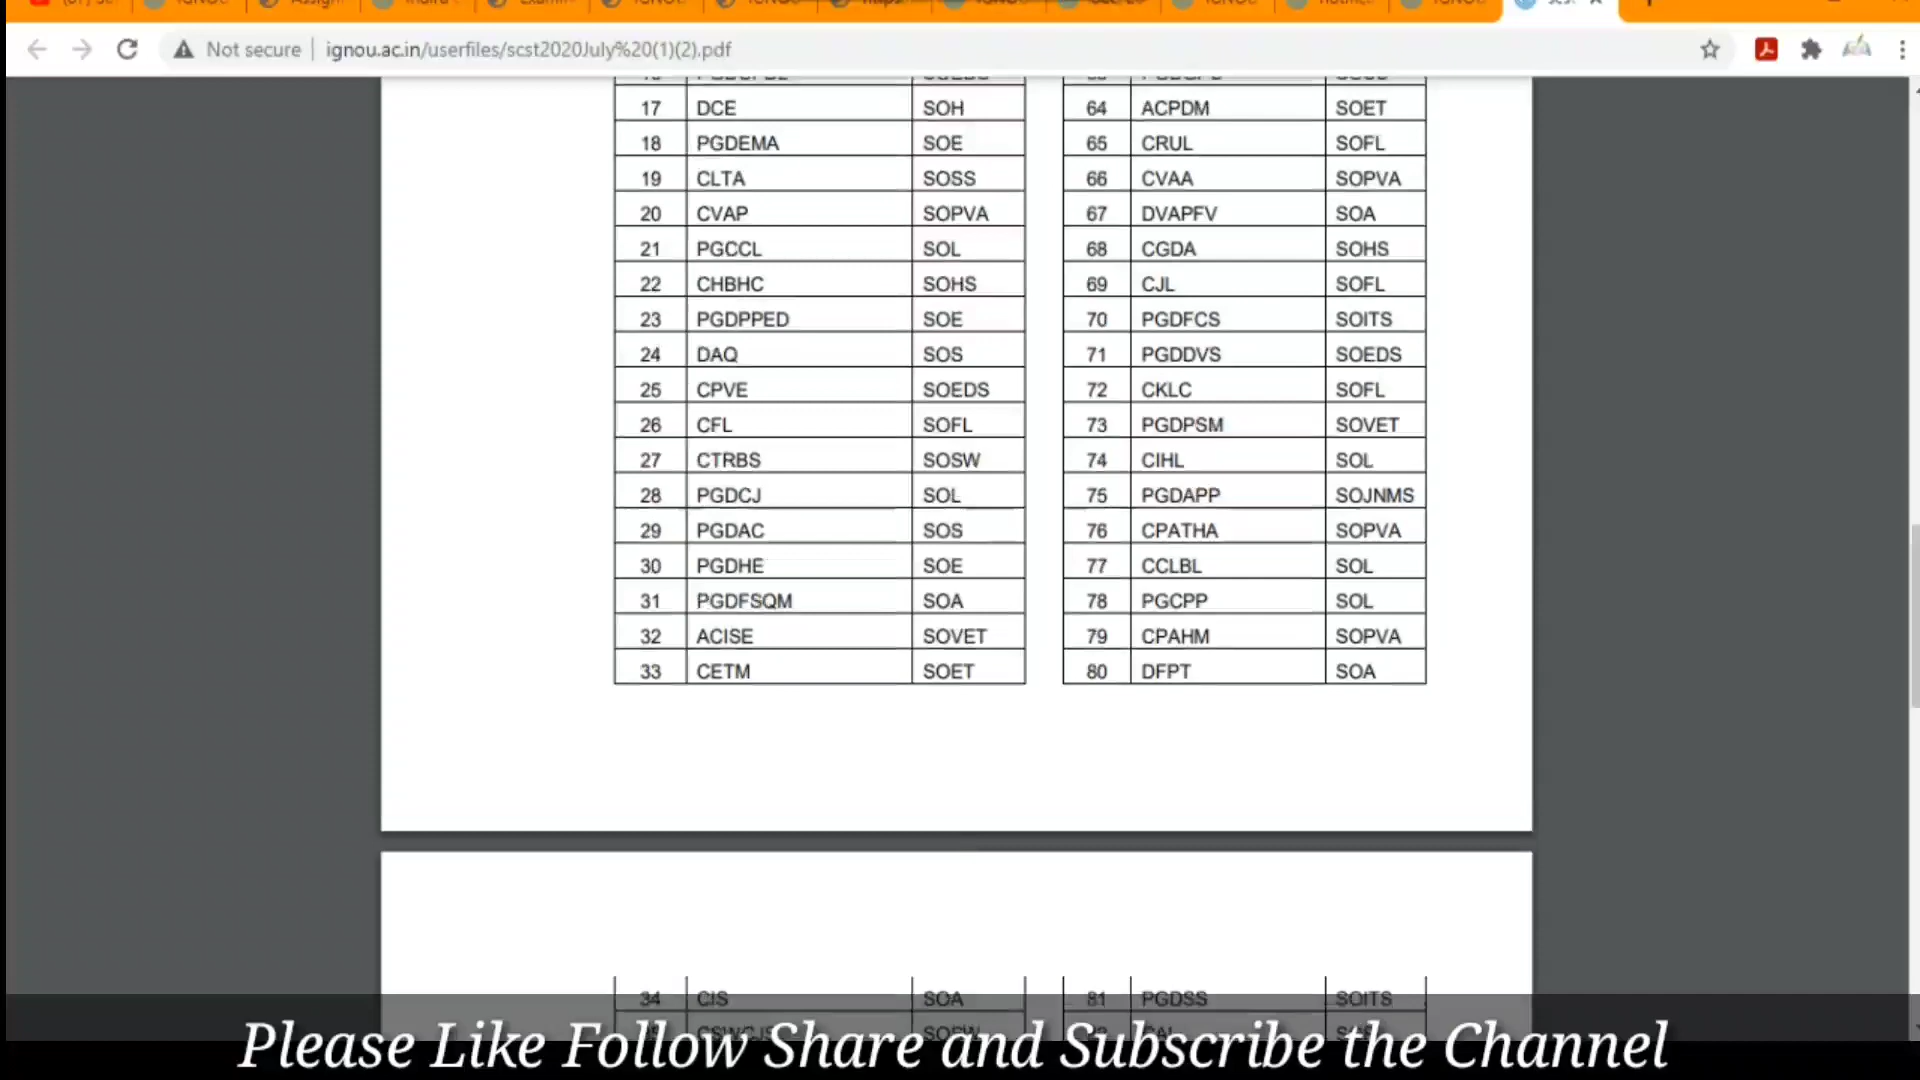 Not secure ignou.ac.in/userfiles/scst2020July%20(1)(2).pdf
17 DCE SOH 64 ACPDM SOET
18 PGDEMA SOE 65 CRUL SOFL
19 CLTA SOSS 66 CVAA SOPVA
20 CVAP SOPVA 67 DVAPFV SOA
21 PGCCL SOL 68 CGDA SOHS
22 CHBHC SOHS 69 CJL SOFL
23 PGDPPED SOE 70 PGDFCS SOITS
24 DAQ SOS 71 PGDDVS SOEDS
25 CPVE SOEDS 72 CKLC SOFL
26 CFL SOFL 73 PGDPSM SOVET
27 CTRBS SOSW 74 CIHL SOL
28 PGDCJ SOL 75 PGDAPP SOJNMS
29 PGDAC SOS 76 CPATHA SOPVA
30 PGDHE SOE 77 CCLBL SOL
31 PGDFSQM SOA 78 PGCPP SOL
32 ACISE SOVET 79 CPAHM SOPVA
33 CETM SOET 80 DFPT SOA
34 CIS SOA 81 PGDSS SOITS
Please Like Follow Share and Subscribe the Channel